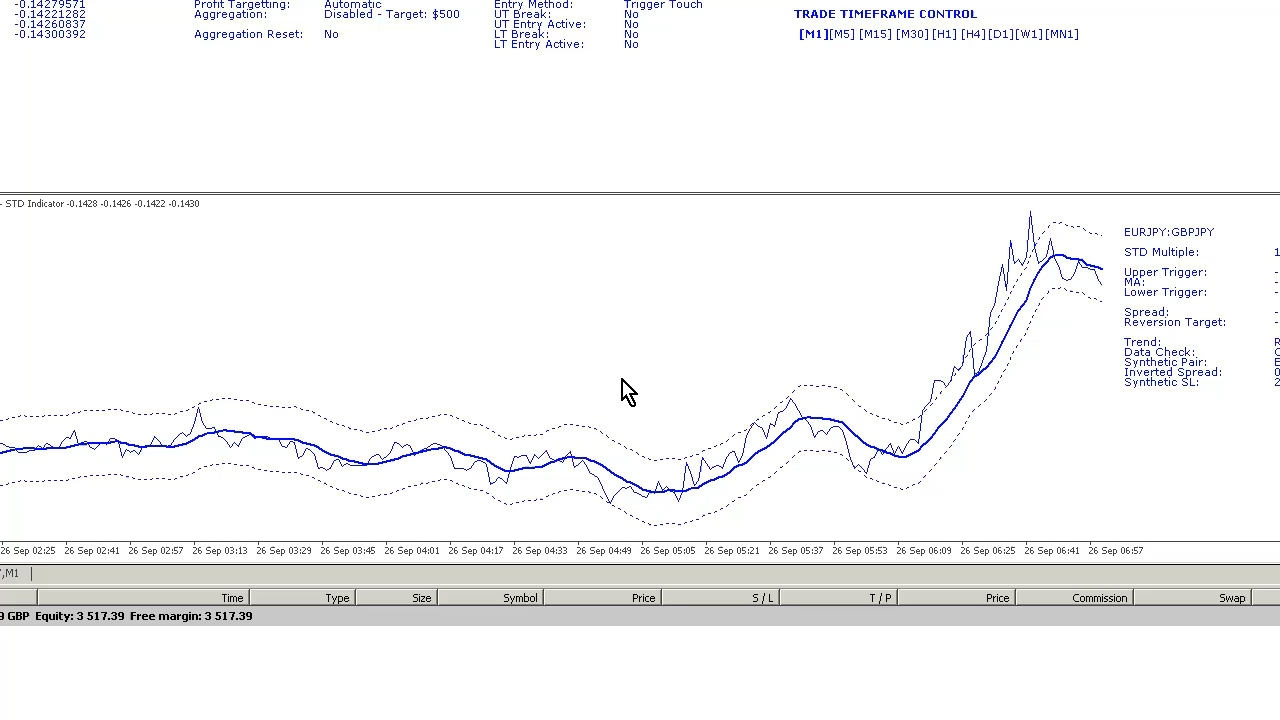 -0.14279571 Profit Targetting: Automatic Entry Method: Trigger Touch
-0.14221282 Aggregation: Disabled - Target: $500 UT Break: No TRADE TIMEFRAME CONTROL
-0.14260837 UT Entry Active: No
-0.14300392 Aggregation Reset: No LT Break: No [M1][M5] [M15] [M30] [H1] [H4][D1][W1][MN1]
LT Entry Active: No
- STD Indicator -0.1428 -0.1426 -0.1422 -0.1430
EURJPY:GBPJPY
STD Multiple: 1
Upper Trigger: -
MA: -
Lower Trigger: -
Spread: -
Reversion Target: -
Trend: R
Data Check:
Synthetic Pair: E
Inverted Spread: 0
Synthetic SL: 2
26 Sep 02:25 26 Sep 02:41 26 Sep 02:57 26 Sep 03:13 26 Sep 03:29 26 Sep 03:45 26 Sep 04:01 26 Sep 04:17 26 Sep 04:33 26 Sep 04:49 26 Sep 05:05 26 Sep 05:21 26 Sep 05:37 26 Sep 05:53 26 Sep 06:09 26 Sep 06:25 26 Sep 06:41 26 Sep 06:57
,M1
Time Type Size Symbol Price S / L T / P Price Commission Swap
9 GBP Equity: 3 517.39 Free margin: 3 517.39